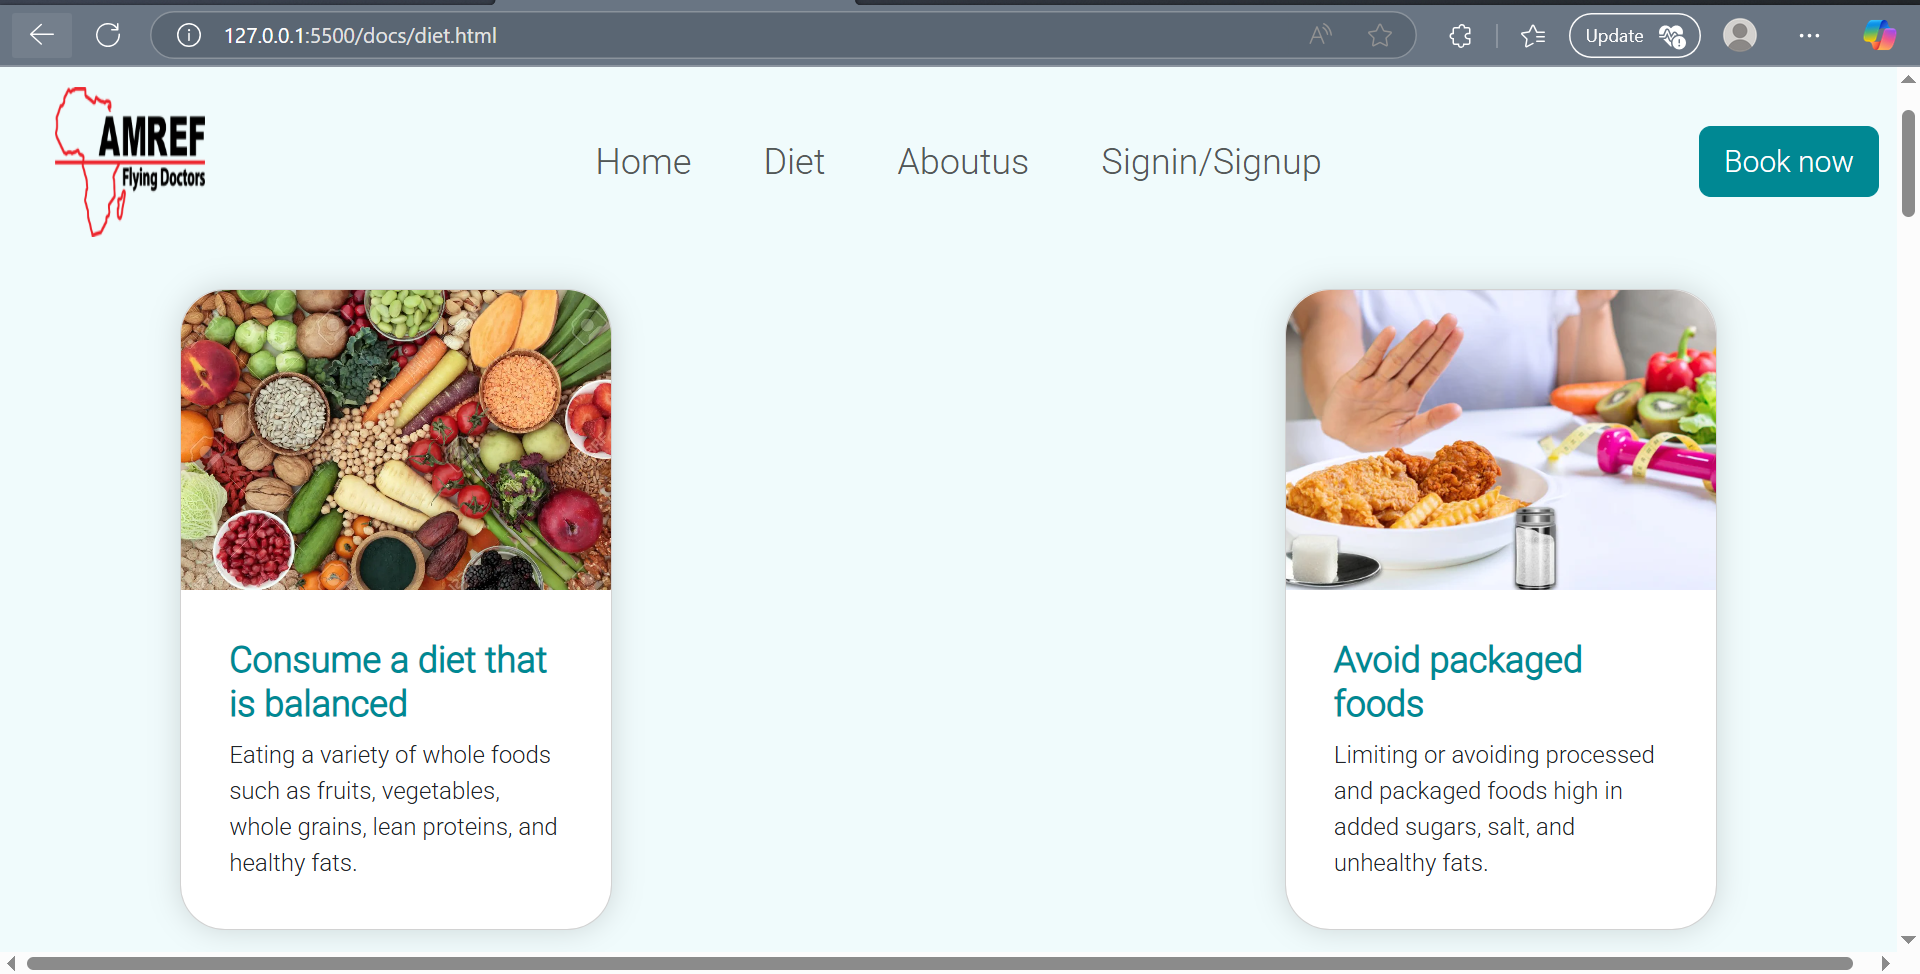 127.0.0.1:5500/docs/diet.html
Update
AMREF
Flying Doctors
Home Diet Aboutus Signin/Signup
Book now
Consume a diet that
is balanced
Eating a variety of whole foods
such as fruits, vegetables,
whole grains, lean proteins, and
healthy fats.
Avoid packaged
foods
Limiting or avoiding processed
and packaged foods high in
added sugars, salt, and
unhealthy fats.